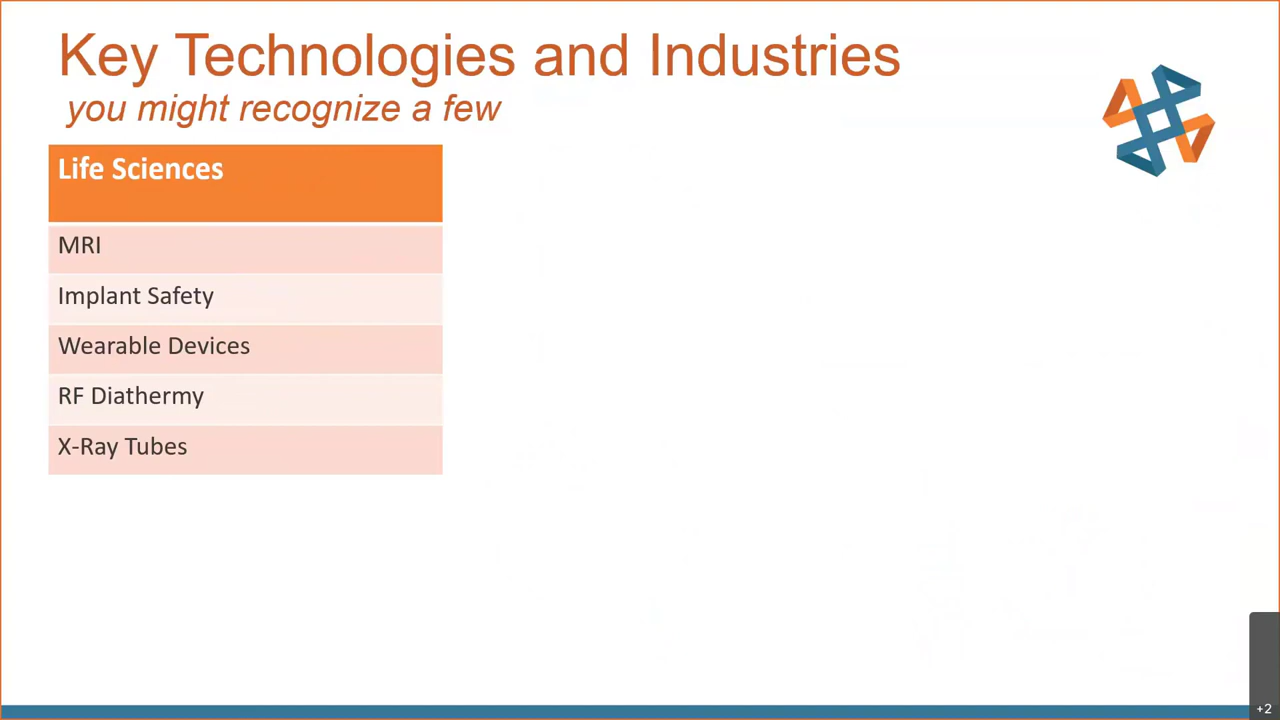 Key Technologies and Industries
you might recognize a few
Life Sciences
MRI
Implant Safety
Wearable Devices
RF Diathermy
X-Ray Tubes
+2